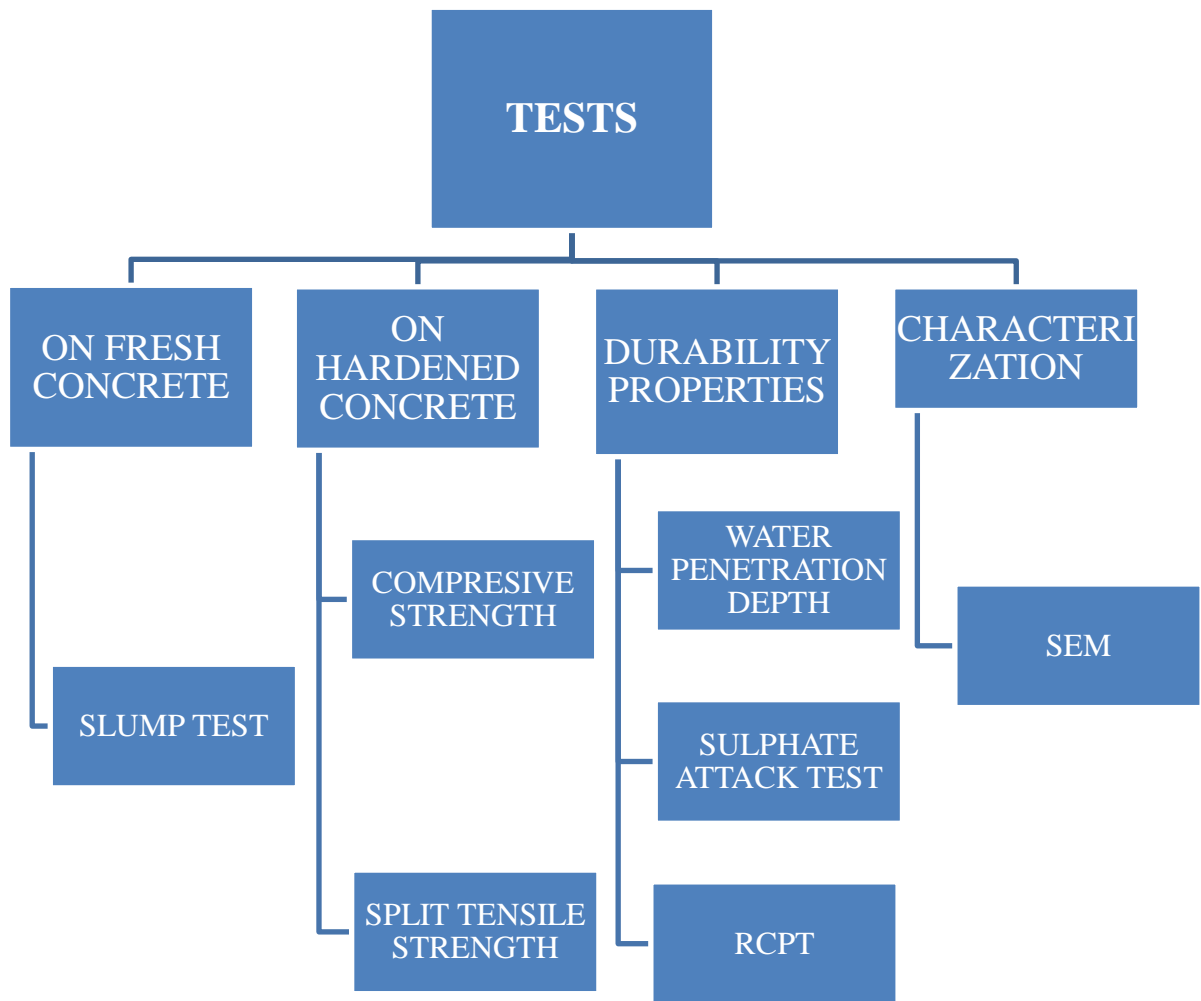 TESTS
ON FRESH
CONCRETE
ON
HARDENED
CONCRETE
DURABILITY
PROPERTIES
CHARACTERI
ZATION
SLUMP TEST
COMPRESIVE
STRENGTH
SPLIT TENSILE
STRENGTH
WATER
PENETRATION
DEPTH
SULPHATE
ATTACK TEST
RCPT
SEM